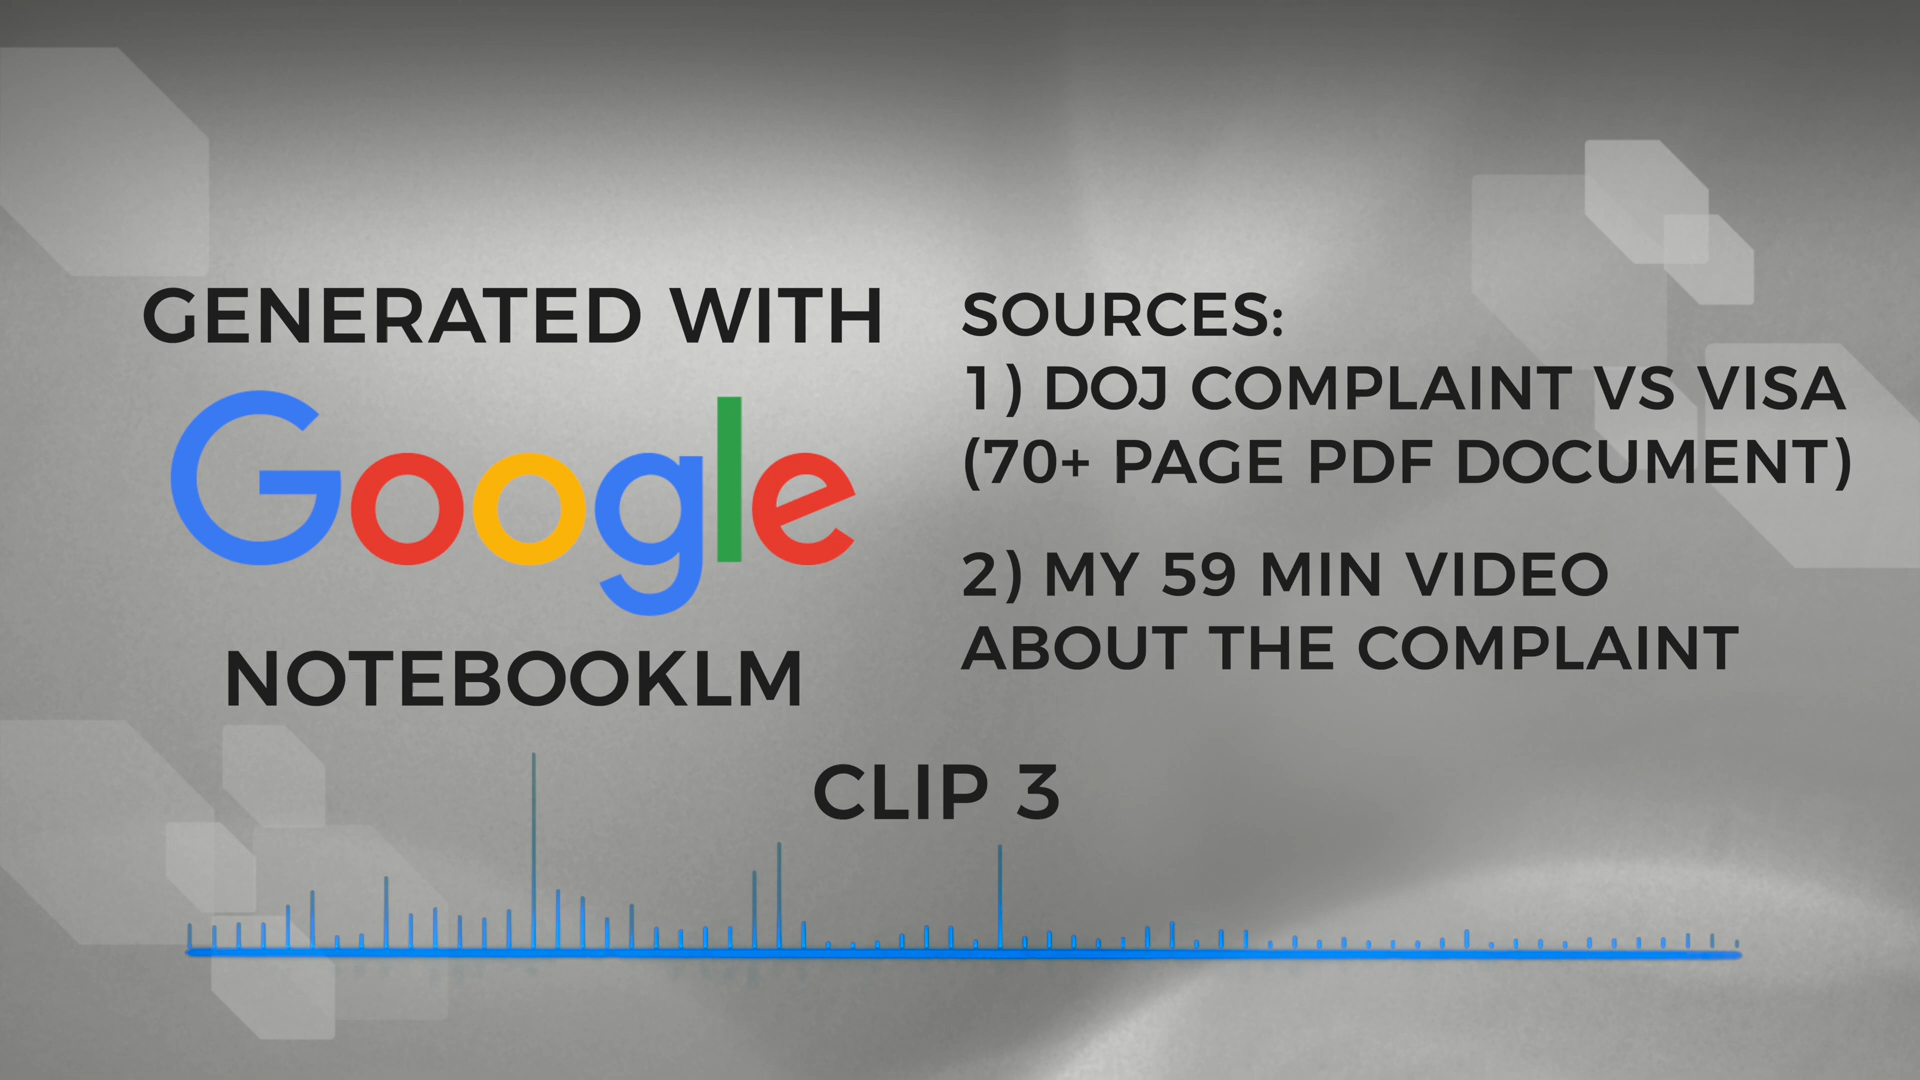 GENERATED WITH
Google
NOTEBOOKLM
SOURCES:
1) DOJ COMPLAINT VS VISA
(70+ PAGE PDF DOCUMENT)
2) MY 59 MIN VIDEO
ABOUT THE COMPLAINT
CLIP 3